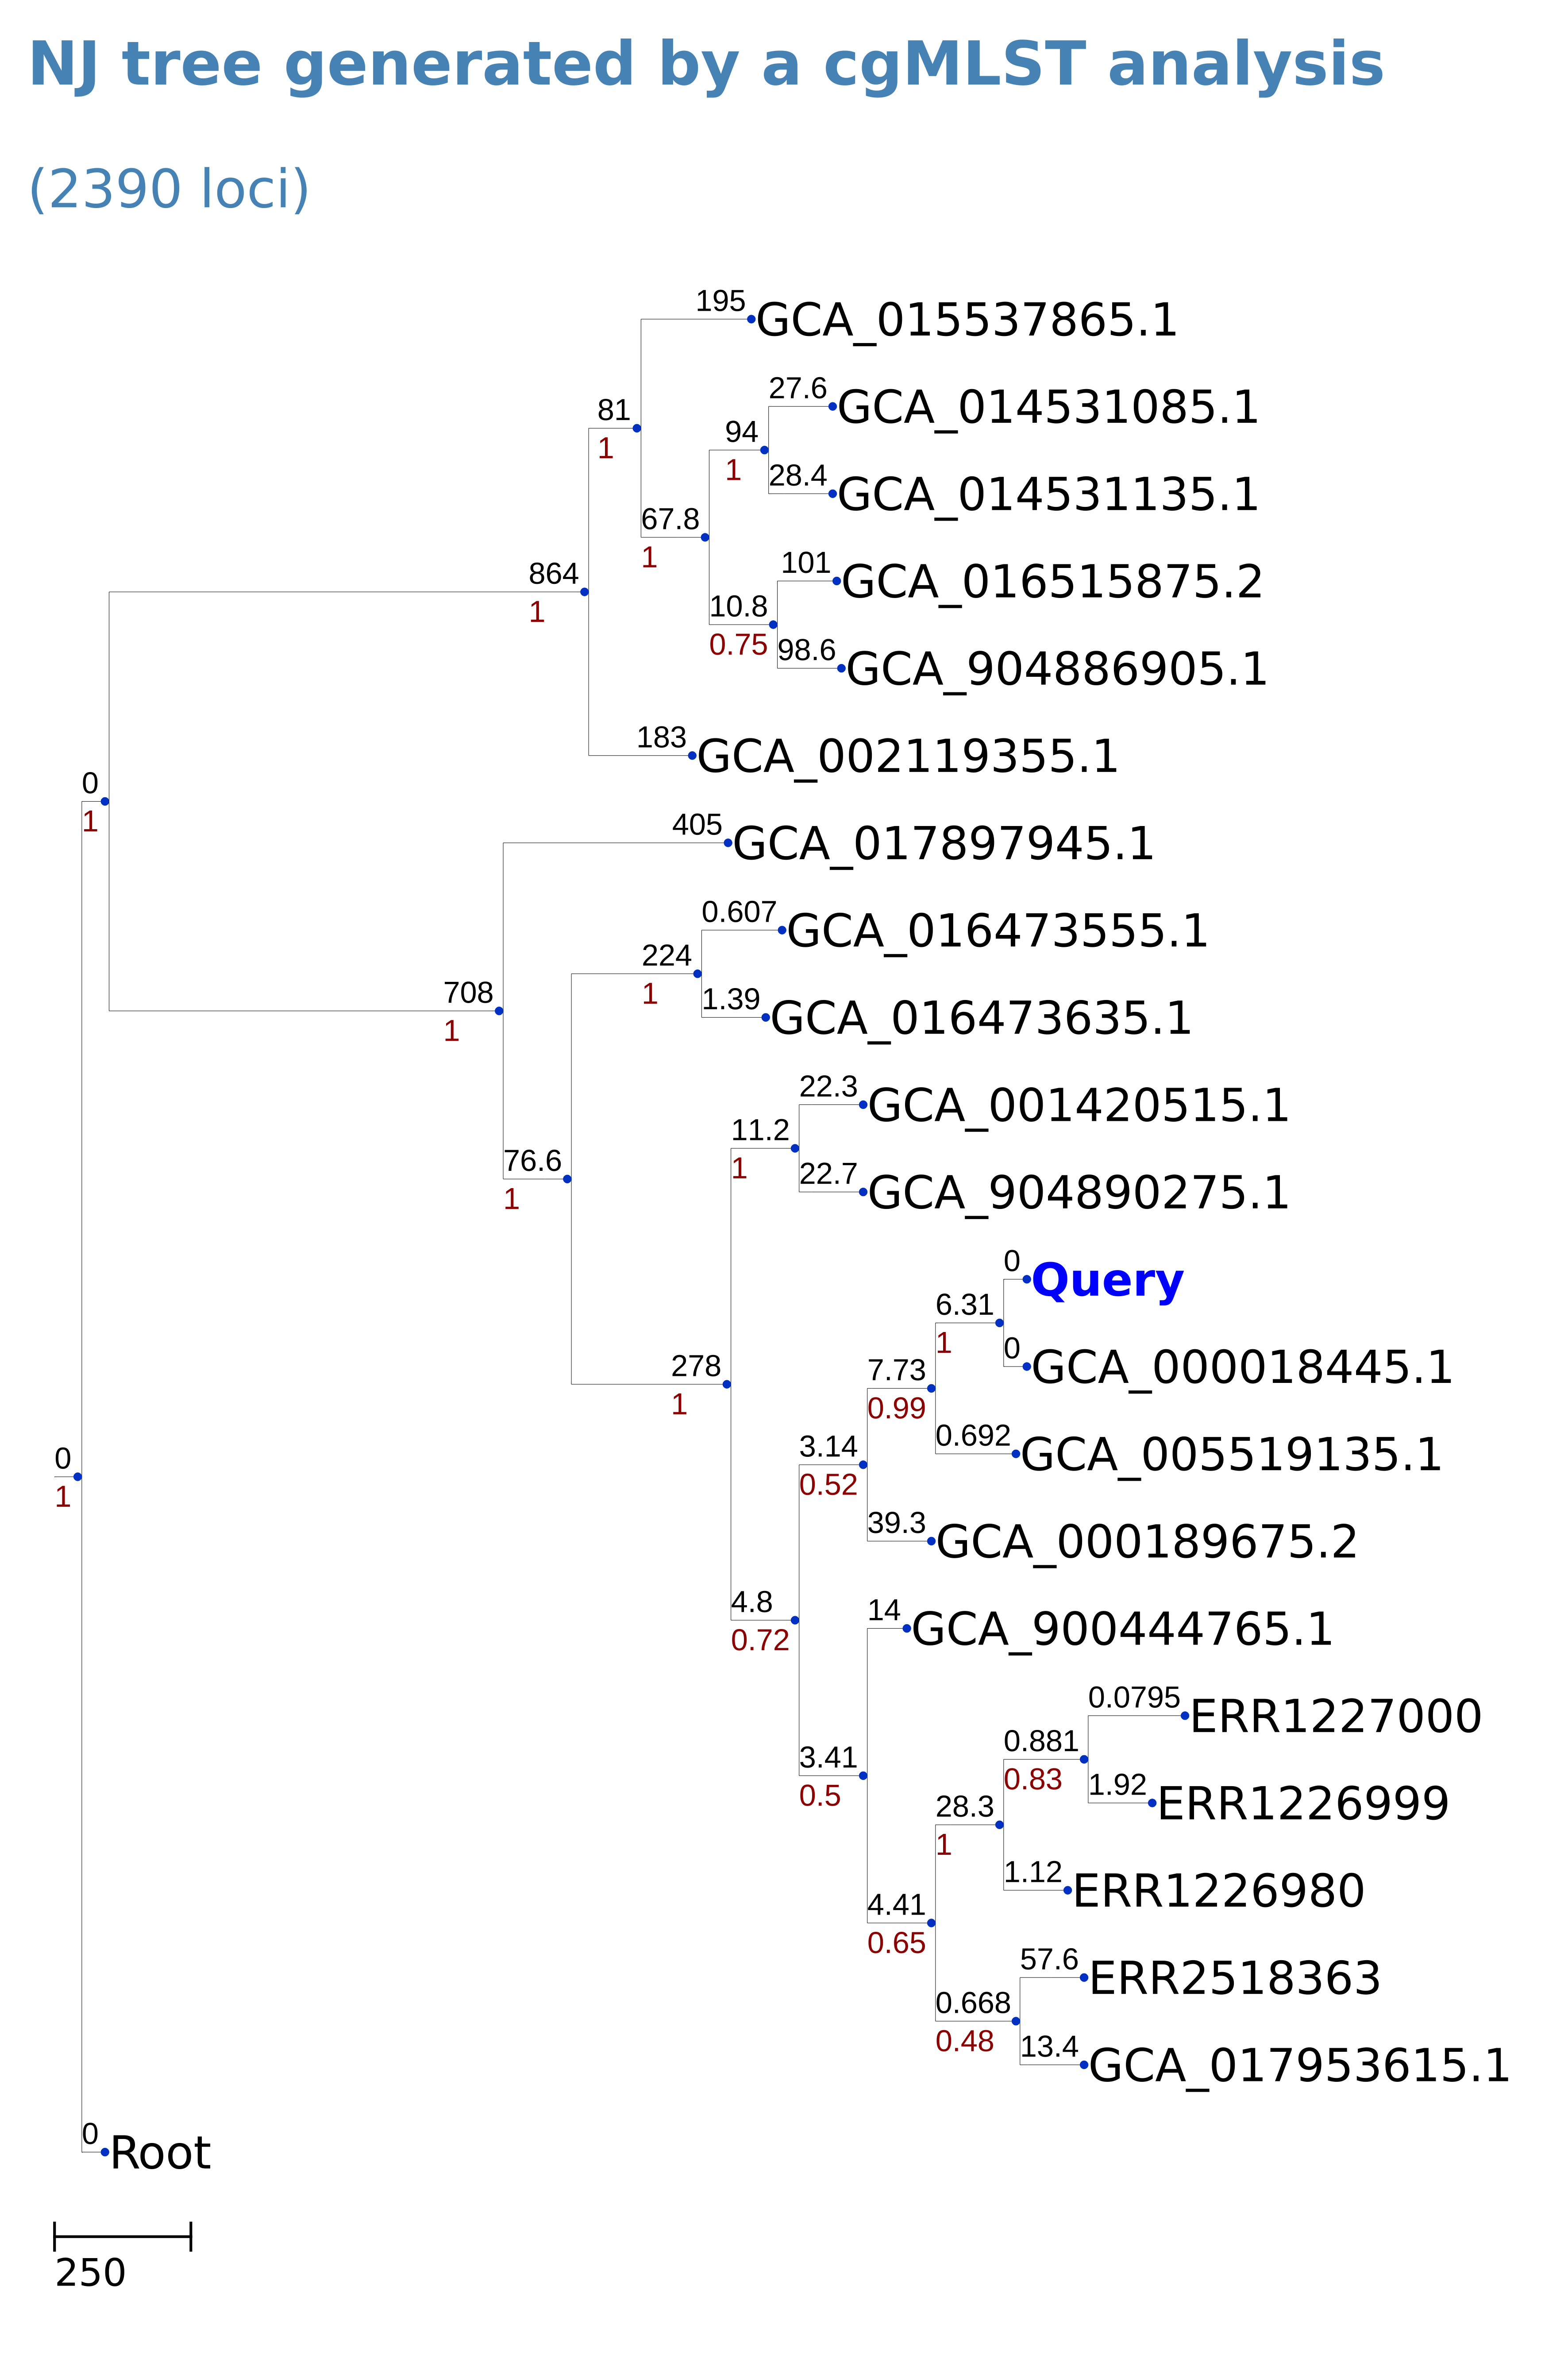 NJ tree generated by a cgMLST analysis
(2390 loci)
195
GCA_015537865.1
27.6
81
GCA_014531085.1
94
1
1
28.4
GCA_014531135.1
67.8
1
101
864
GCA_016515875.2
1
10.8
0.75
98.6
GCA_904886905.1
183
GCA_002119355.1
0
1
405
GCA_017897945.1
0.607
GCA_016473555.1
224
1
708
1.39
GCA_016473635.1
1
22.3
GCA_001420515.1
11.2
76.6
1
22.7
1
GCA_904890275.1
0
Query
6.31
1
0
278
7.73
GCA_000018445.1
1
0.99
0.692
3.14
GCA_005519135.1
0
0.52
1
39.3
GCA_000189675.2
4.8
14
0.72
GCA_900444765.1
0.0795
ERR1227000
0.881
3.41
0.83
0.5
1.92
ERR1226999
28.3
1
1.12
ERR1226980
4.41
0.65
57.6
ERR2518363
0.668
0.48
13.4
GCA_017953615.1
0
Root
250